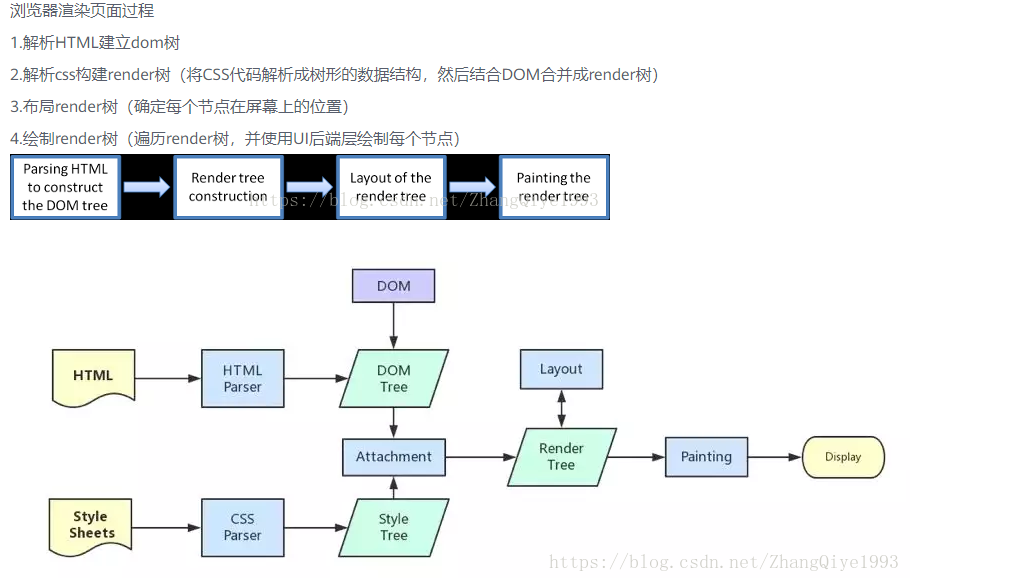 浏览器渲染页面过程
1.解析HTML建立dom树
2.解析css构建render树（将CSS代码解析成树形的数据结构，然后结合DOM合并成render树）
3.布局render树（确定每个节点在屏幕上的位置）
4.绘制render树（遍历render树，并使用UI后端层绘制每个节点）
Parsing HTML
to construct
the DOM tree
Render tree
construction
Layout of the
render tree
Painting the
render tree
https://blog.csdn.net/ZhangQiye1993
DOM
HTML
HTML
Parser
DOM
Tree
Layout
Attachment
Render
Tree
Painting
Display
Style
Sheets
CSS
Parser
Style
Tree
https://blog.csdn.net/ZhangQiye1993